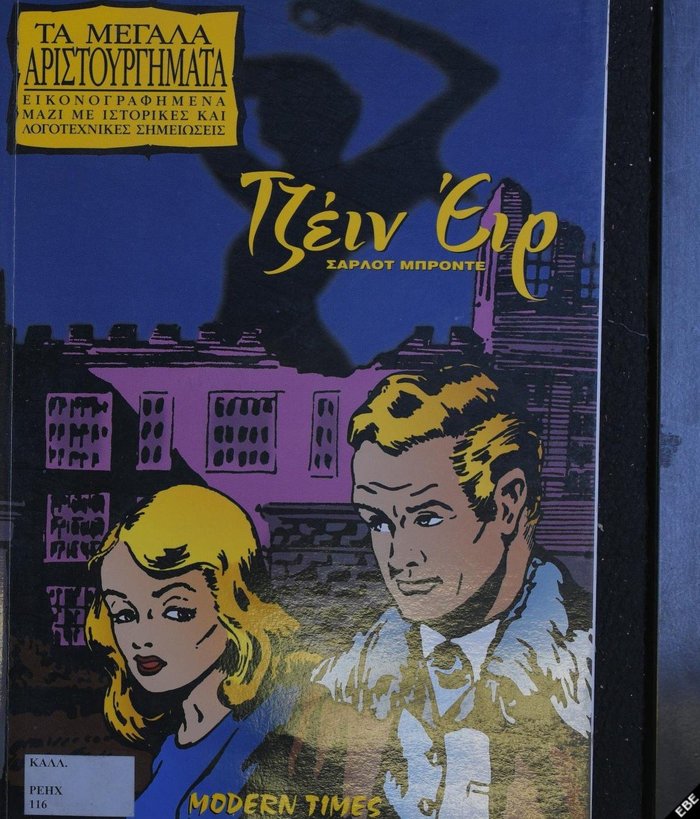 ΤΑ ΜΕΓΑΛΑ
ΑΡΙΣΤΟΥΡΓΗΜΑΤΑ
ΕΙΚΟΝΟΓΡΑΦΗΜΕΝΑ
ΜΑΖΙ ΜΕ ΙΣΤΟΡΙΚΕΣ ΚΑΙ
ΛΟΓΟΤΕΧΝΙΚΕΣ ΣΗΜΕΙΩΣΕΙΣ
Τζέιν Έιρ
ΣΑΡΛΟΤ ΜΠΡΟΝΤΕ
ΚΑΛΛ.
ΡΕΗΧ
116
MODERN TIMES
ΕΒΕ